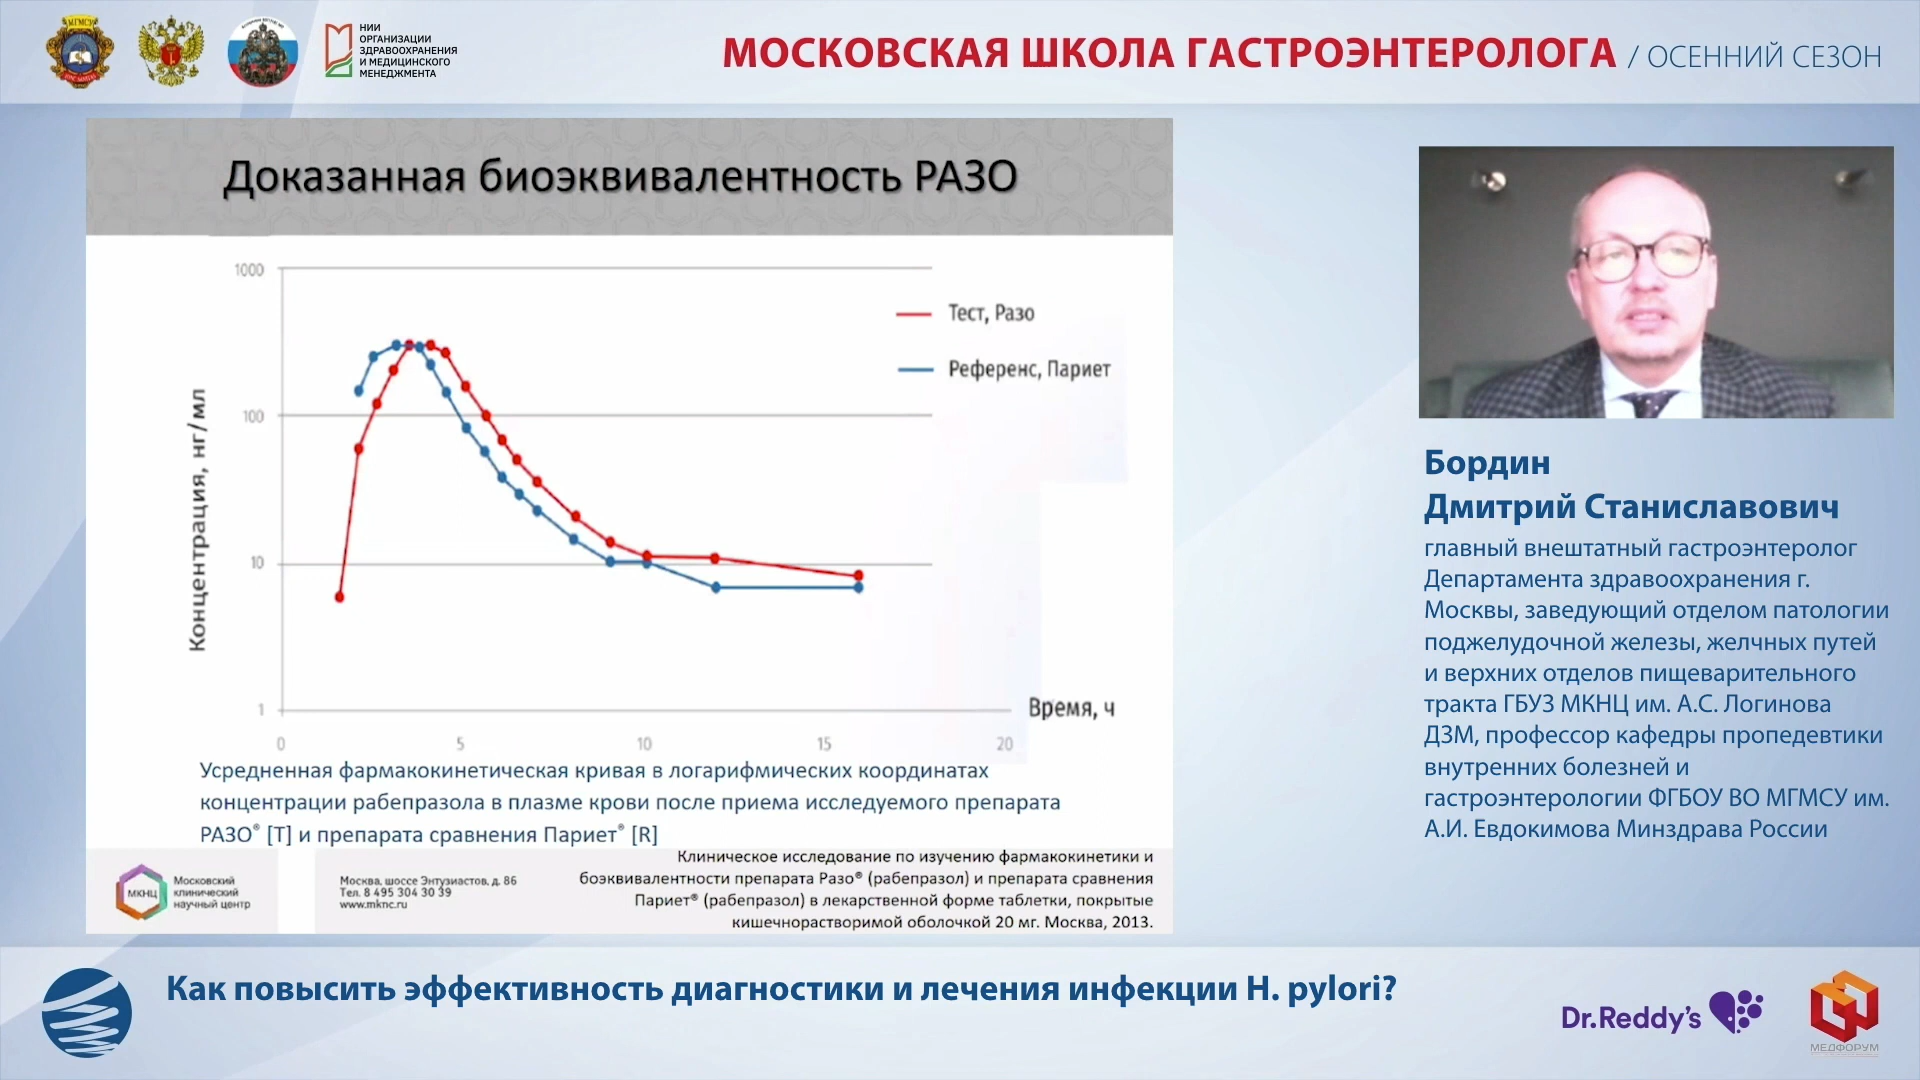 МГМСУ
НИИ
ОРГАНИЗАЦИИ
ЗДРАВООХРАНЕНИЯ
И МЕДИЦИНСКОГО
МЕНЕДЖМЕНТА
МОСКОВСКАЯ ШКОЛА ГАСТРОЭНТЕРОЛОГА / ОСЕННИЙ СЕЗОН
Доказанная биоэквивалентность РАЗО
1000
100
10
1
Концентрация, нг/мл
Тест, Разо
Референс, Париет
Время, ч
0 5 10 15 20
Усредненная фармакокинетическая кривая в логарифмических координатах
концентрации рабепразола в плазме крови после приема исследуемого препарата
РАЗО® [T] и препарата сравнения Париет® [R]
МКНЦ
Московский
клинический
научный центр
Москва, шоссе Энтузиастов, д. 86
Тел. 8 495 304 30 39
www.mknc.ru
Клиническое исследование по изучению фармакокинетики и
боэквивалентности препарата Разо® (рабепразол) и препарата сравнения
Париет® (рабепразол) в лекарственной форме таблетки, покрытые
кишечнорастворимой оболочкой 20 мг. Москва, 2013.
Бордин
Дмитрий Станиславович
главный внештатный гастроэнтеролог
Департамента здравоохранения г.
Москвы, заведующий отделом патологии
поджелудочной железы, желчных путей
и верхних отделов пищеварительного
тракта ГБУЗ МКНЦ им. А.С. Логинова
ДЗМ, профессор кафедры пропедевтики
внутренних болезней и
гастроэнтерологии ФГБОУ ВО МГМСУ им.
А.И. Евдокимова Минздрава России
Как повысить эффективность диагностики и лечения инфекции H. pylori?
Dr.Reddy's
МЕДФОРУМ